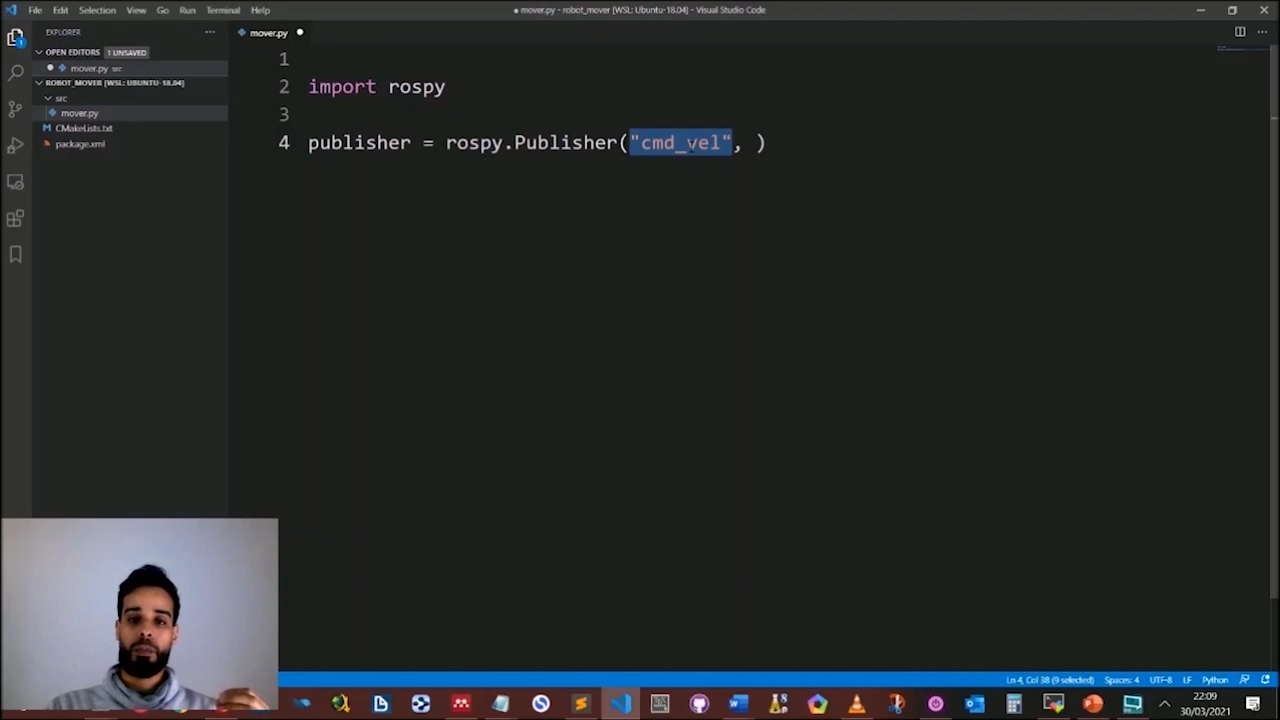 File Edit Selection View Go Run Terminal Help
● mover.py - robot_mover [WSL: Ubuntu-18.04] - Visual Studio Code
EXPLORER ...
mover.py ●
OPEN EDITORS 1 UNSAVED
● mover.py src
ROBOT_MOVER [WSL: UBUNTU-18.04]
src
mover.py
CMakeLists.txt
package.xml
1
2 import rospy
3
4 publisher = rospy.Publisher("cmd_vel", )
Ln 4, Col 38 (9 selected) Spaces: 4 UTF-8 LF Python
22:09
30/03/2021